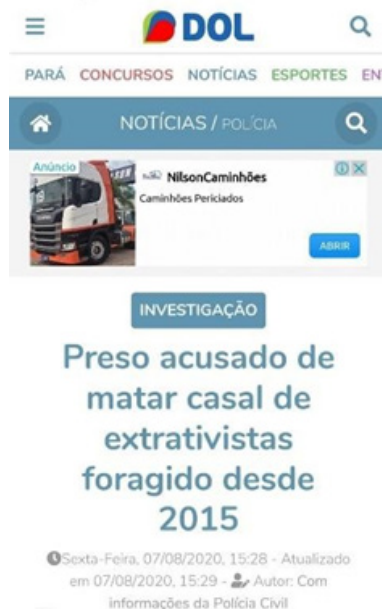 DOL
PARÁ CONCURSOS NOTÍCIAS ESPORTES EN
NOTÍCIAS / POLÍCIA
Anúncio
NilsonCaminhões
Caminhões Periciados
ABRIR
INVESTIGAÇÃO
Preso acusado de
matar casal de
extrativistas
foragido desde
2015
Sexta-Feira, 07/08/2020, 15:28 - Atualizado
em 07/08/2020, 15:29 - Autor: Com
informações da Polícia Civil